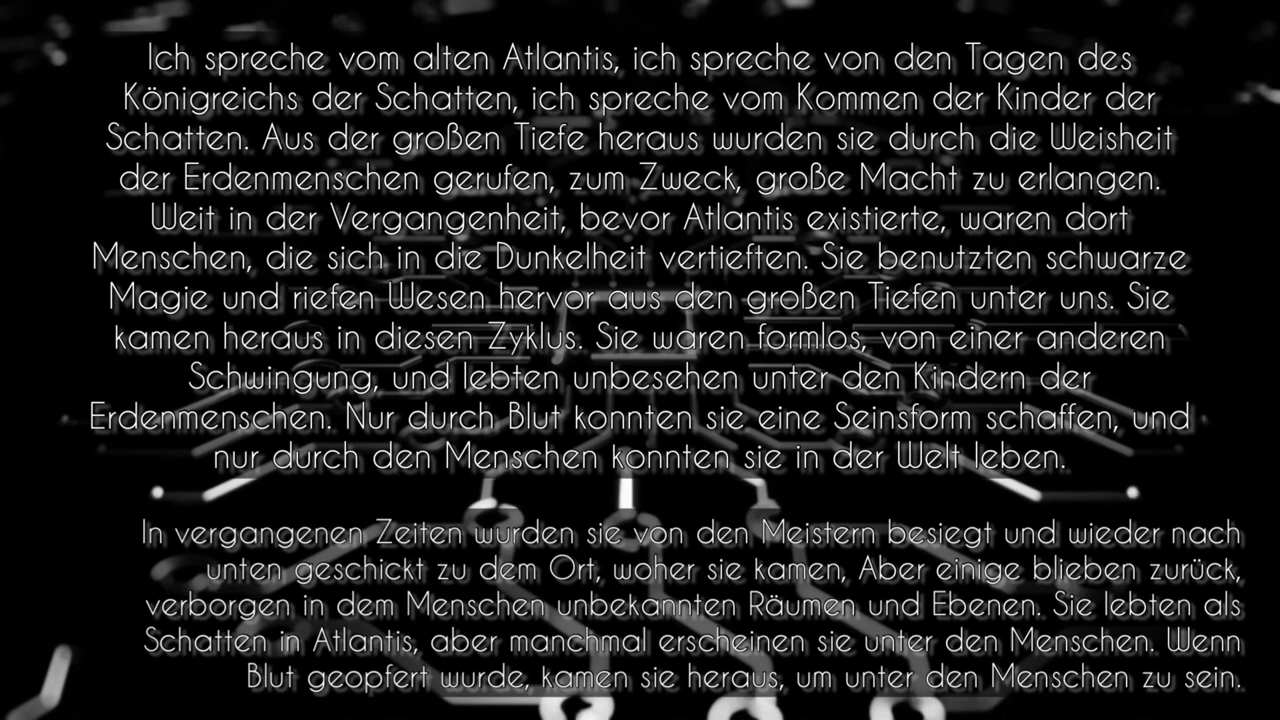 Ich spreche vom alten Atlantis, ich spreche von den Tagen des
Königreichs der Schatten, ich spreche vom Kommen der Kinder der
Schatten. Aus der großen Tiefe heraus wurden sie durch die Weisheit
der Erdenmenschen gerufen, zum Zweck, große Macht zu erlangen.
Weit in der Vergangenheit, bevor Atlantis existierte, waren dort
Menschen, die sich in die Dunkelheit vertieften. Sie benutzten schwarze
Magie und riefen Wesen hervor aus den großen Tiefen unter uns. Sie
kamen heraus in diesen Zyklus. Sie waren formlos, von einer anderen
Schwingung, und lebten unbesehen unter den Kindern der
Erdenmenschen. Nur durch Blut konnten sie eine Seinsform schaffen, und
nur durch den Menschen konnten sie in der Welt leben.
In vergangenen Zeiten wurden sie von den Meistern besiegt und wieder nach
unten geschickt zu dem Ort, woher sie kamen, Aber einige blieben zurück,
verborgen in dem Menschen unbekannten Räumen und Ebenen. Sie lebten als
Schatten in Atlantis, aber manchmal erscheinen sie unter den Menschen. Wenn
Blut geopfert wurde, kamen sie heraus, um unter den Menschen zu sein.